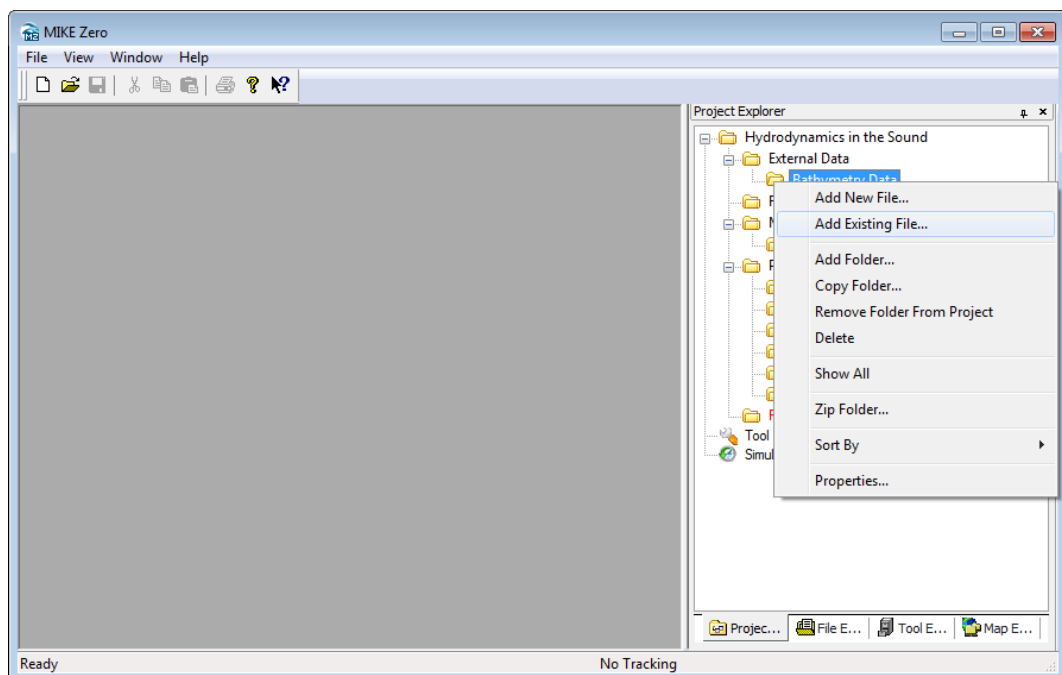 MIKE Zero
File View Window Help
Project Explorer
Hydrodynamics in the Sound
External Data
Bathymetry Data
Add New File...
Add Existing File...
Add Folder...
Copy Folder...
Remove Folder From Project
Delete
Show All
Zip Folder...
Sort By
Properties...
Tool
Simul
Projec... File E... Tool E... Map E...
Ready No Tracking